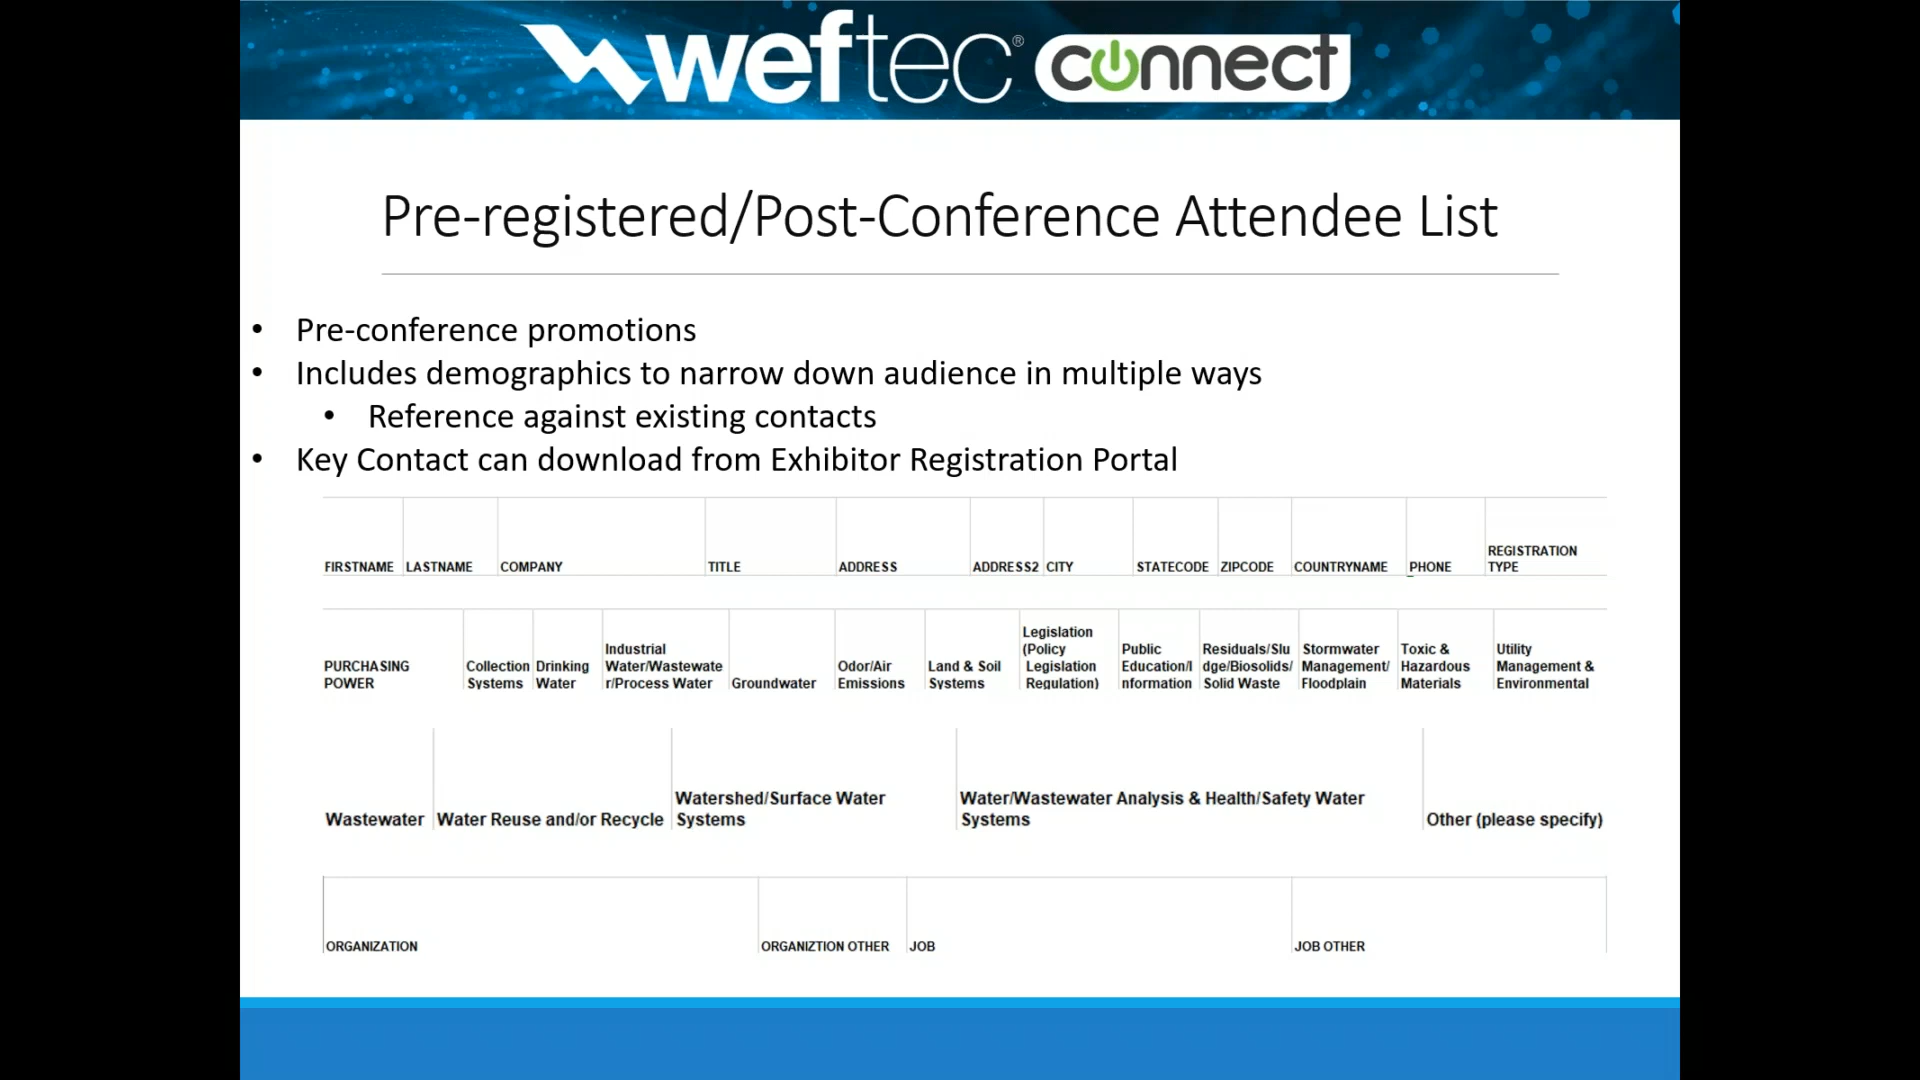 weftec® connect
Pre-registered/Post-Conference Attendee List
• Pre-conference promotions
• Includes demographics to narrow down audience in multiple ways
• Reference against existing contacts
• Key Contact can download from Exhibitor Registration Portal
FIRSTNAME LASTNAME COMPANY TITLE ADDRESS ADDRESS2 CITY STATECODE ZIPCODE COUNTRYNAME PHONE REGISTRATION
TYPE
PURCHASING
POWER
Collection
Systems
Drinking
Water
Industrial
Water/Wastewate
r/Process Water
Groundwater
Odor/Air
Emissions
Land & Soil
Systems
Legislation
(Policy
Legislation
Regulation)
Public
Education/I
nformation
Residuals/Slu
dge/Biosolids/
Solid Waste
Stormwater
Management/
Floodplain
Toxic &
Hazardous
Materials
Utility
Management &
Environmental
Wastewater
Water Reuse and/or Recycle
Watershed/Surface Water
Systems
Water/Wastewater Analysis & Health/Safety Water
Systems
Other (please specify)
ORGANIZATION ORGANIZTION OTHER JOB JOB OTHER